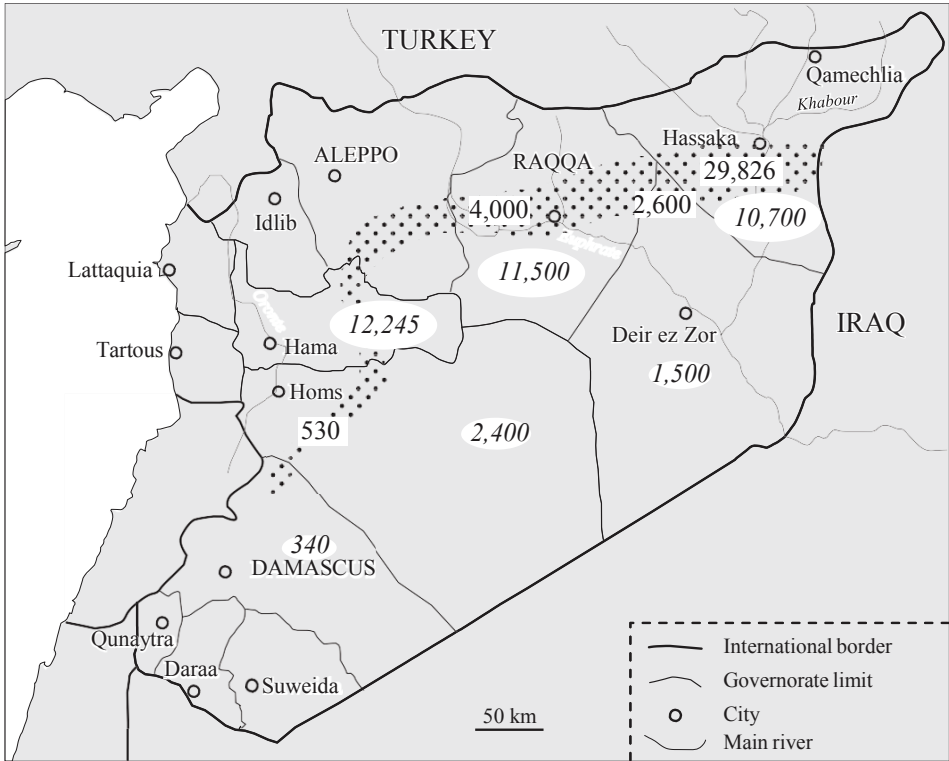 TURKEY
Qamechlia
Khabour
Hassaka
ALEPPO
RAQQA
29,826
Idlib
4,000
2,600
10,700
Euphrate
Lattaquia
11,500
Oronte
12,245
Deir ez Zor
IRAQ
Tartous
Hama
1,500
Homs
530
2,400
340
DAMASCUS
Qunaytra
Daraa
Suweida
50 km
International border
Governorate limit
City
Main river